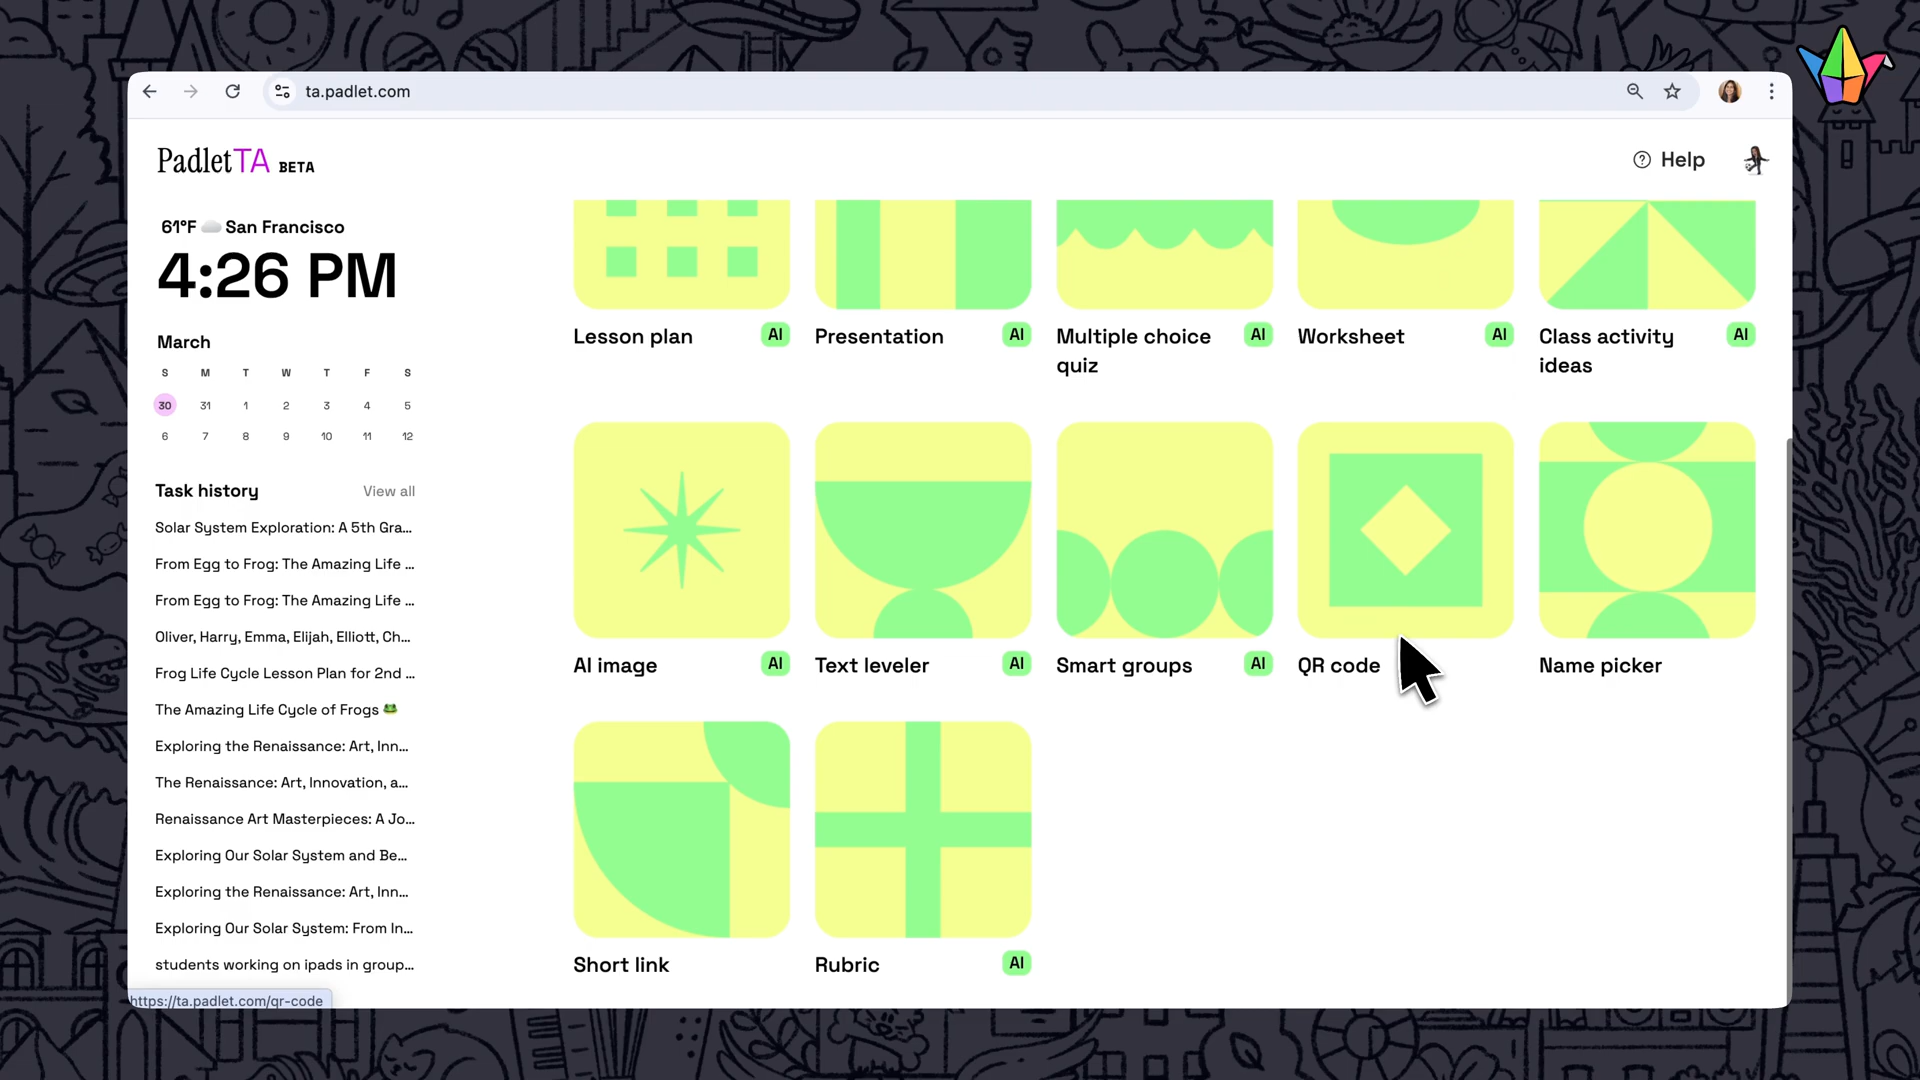 ta.padlet.com
PadletTA BETA
Help
61°F San Francisco
4:26 PM
March
S M T W T F S
30 31 1 2 3 4 5
6 7 8 9 10 11 12
Task history View all
Solar System Exploration: A 5th Gra...
From Egg to Frog: The Amazing Life ...
From Egg to Frog: The Amazing Life ...
Oliver, Harry, Emma, Elijah, Elliott, Ch...
Frog Life Cycle Lesson Plan for 2nd ...
The Amazing Life Cycle of Frogs 🐸
Exploring the Renaissance: Art, Inn...
The Renaissance: Art, Innovation, a...
Renaissance Art Masterpieces: A Jo...
Exploring Our Solar System and Be...
Exploring the Renaissance: Art, Inn...
Exploring Our Solar System: From In...
students working on ipads in group...
https://ta.padlet.com/qr-code
Lesson plan AI
Presentation AI
Multiple choice AI
quiz
Worksheet AI
Class activity AI
ideas
AI image AI
Text leveler AI
Smart groups AI
QR code
Name picker
Short link
Rubric AI